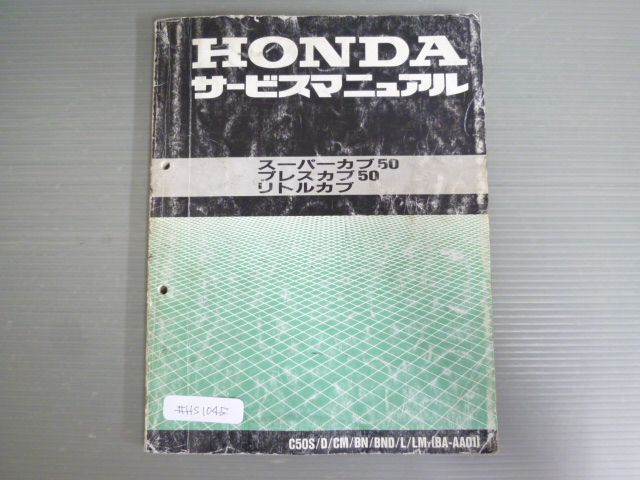 HONDA
サービスマニュアル
スーパーカブ50
プレスカブ50
リトルカブ
#HS1045
C50S/D/CM/BN/BND/L/LM-[BA-AA01]